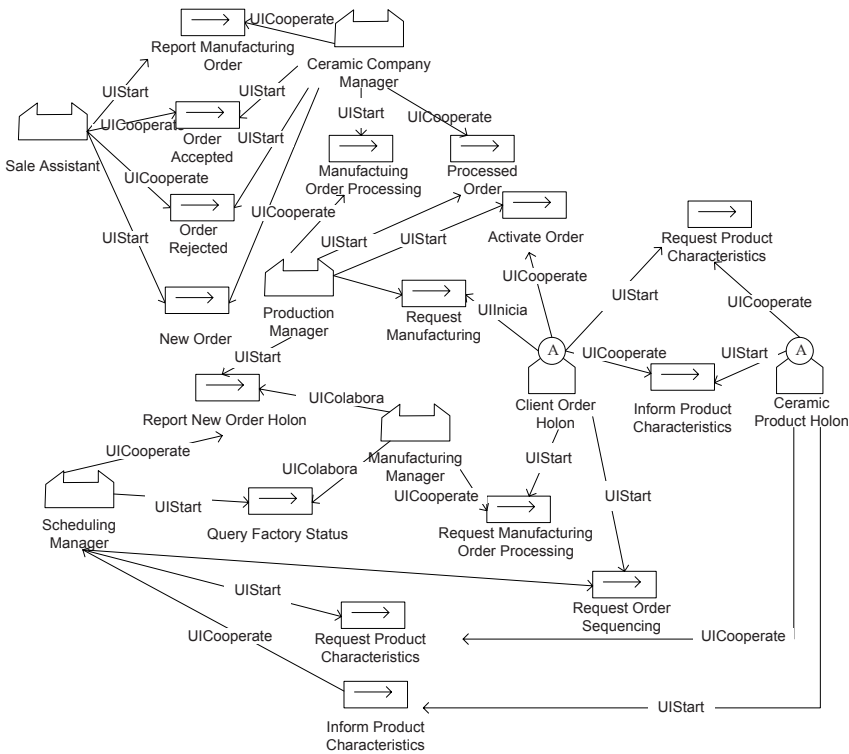 UICooperate
UIStart
Report Manufacturing
Order
Ceramic Company
Manager
UIStart
UIStart
UICooperate
UICooperate
UIStart
Order
Accepted
Sale Assistant
Manufactuing
Order Processing
Processed
Order
UICooperate
UICooperate
Order
Rejected
UIStart
UIStart
UIStart
Activate Order
Request Product
Characteristics
New Order
Production
Manager
Request
Manufacturing
UIInicia
UICooperate
UIStart
UICooperate
UIStart
A
UICooperate
UIStart
A
UIColabora
Report New Order Holon
Client Order
Holon
Inform Product
Characteristics
Ceramic
Product Holon
UICooperate
UIColabora
Manufacturing
Manager
UICooperate
UIStart
UIStart
UIStart
Scheduling
Manager
Query Factory Status
Request Manufacturing
Order Processing
UIStart
Request Order
Sequencing
UICooperate
Request Product
Characteristics
UICooperate
UIStart
Inform Product
Characteristics